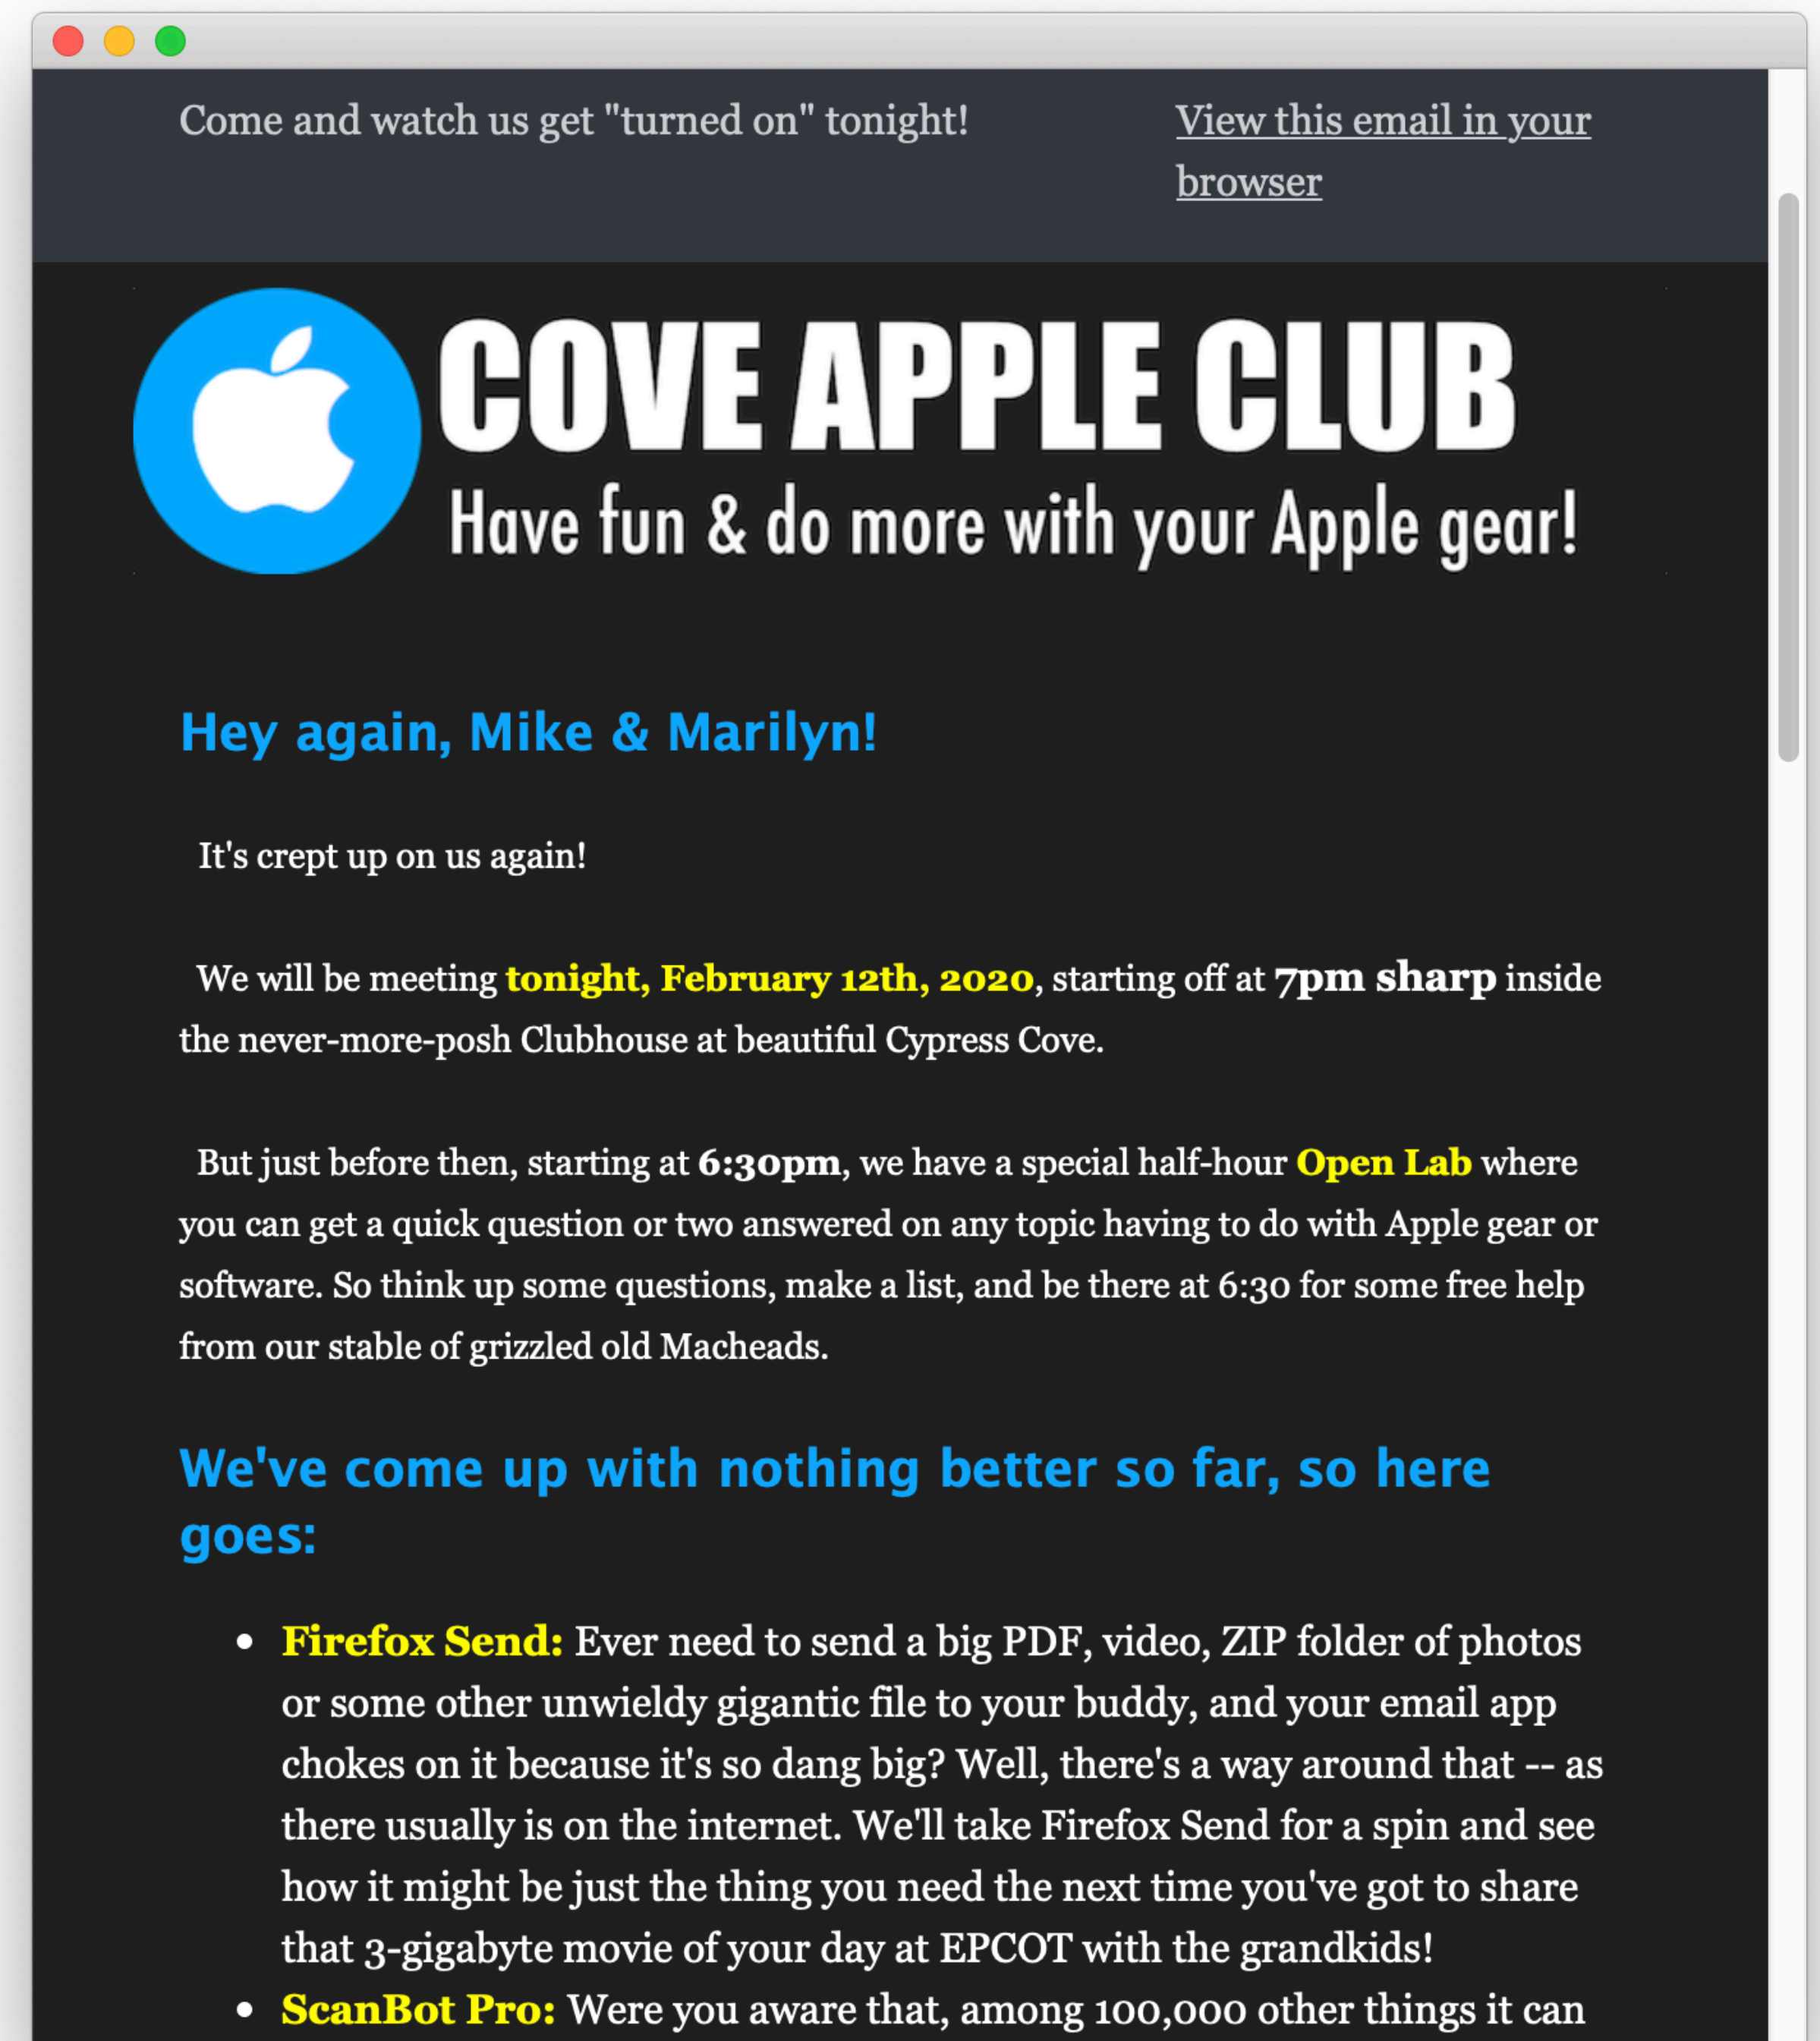 Come and watch us get "turned on" tonight!
View this email in your
browser
COVE APPLE CLUB
Have fun & do more with your Apple gear!
Hey again, Mike & Marilyn!
It's crept up on us again!
We will be meeting tonight, February 12th, 2020, starting off at 7pm sharp inside
the never-more-posh Clubhouse at beautiful Cypress Cove.
But just before then, starting at 6:30pm, we have a special half-hour Open Lab where
you can get a quick question or two answered on any topic having to do with Apple gear or
software. So think up some questions, make a list, and be there at 6:30 for some free help
from our stable of grizzled old Macheads.
We've come up with nothing better so far, so here
goes:
• Firefox Send: Ever need to send a big PDF, video, ZIP folder of photos
or some other unwieldy gigantic file to your buddy, and your email app
chokes on it because it's so dang big? Well, there's a way around that -- as
there usually is on the internet. We'll take Firefox Send for a spin and see
how it might be just the thing you need the next time you've got to share
that 3-gigabyte movie of your day at EPCOT with the grandkids!
• ScanBot Pro: Were you aware that, among 100,000 other things it can